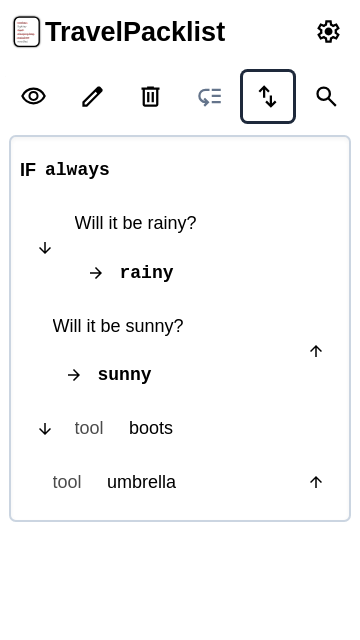 TravelPacklist
IF always
Will it be rainy?
→ rainy
Will it be sunny?
→ sunny
tool boots
tool umbrella